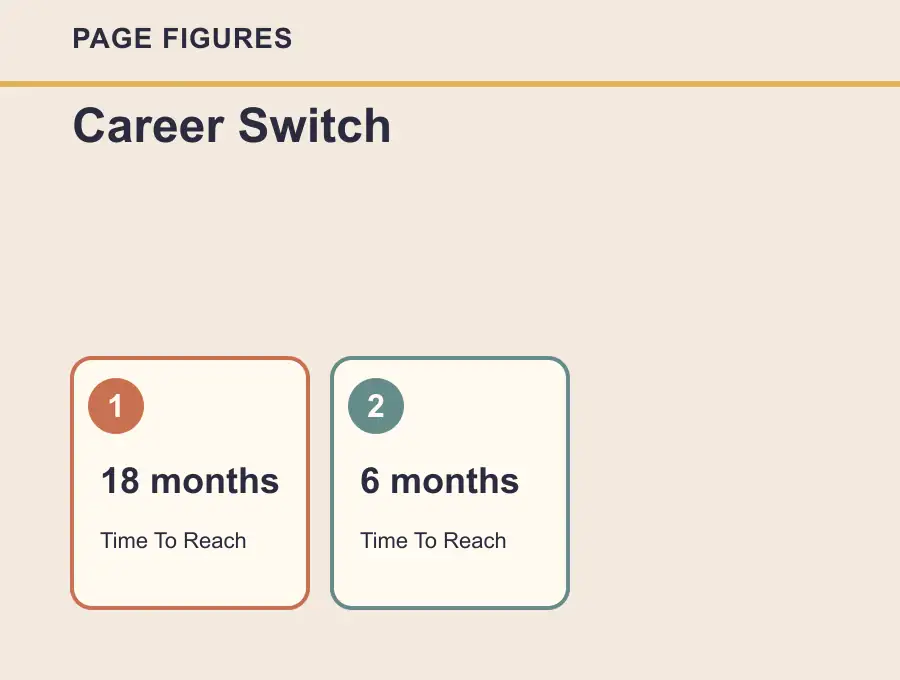 PAGE FIGURES
Career Switch
1
18 months
Time To Reach
2
6 months
Time To Reach